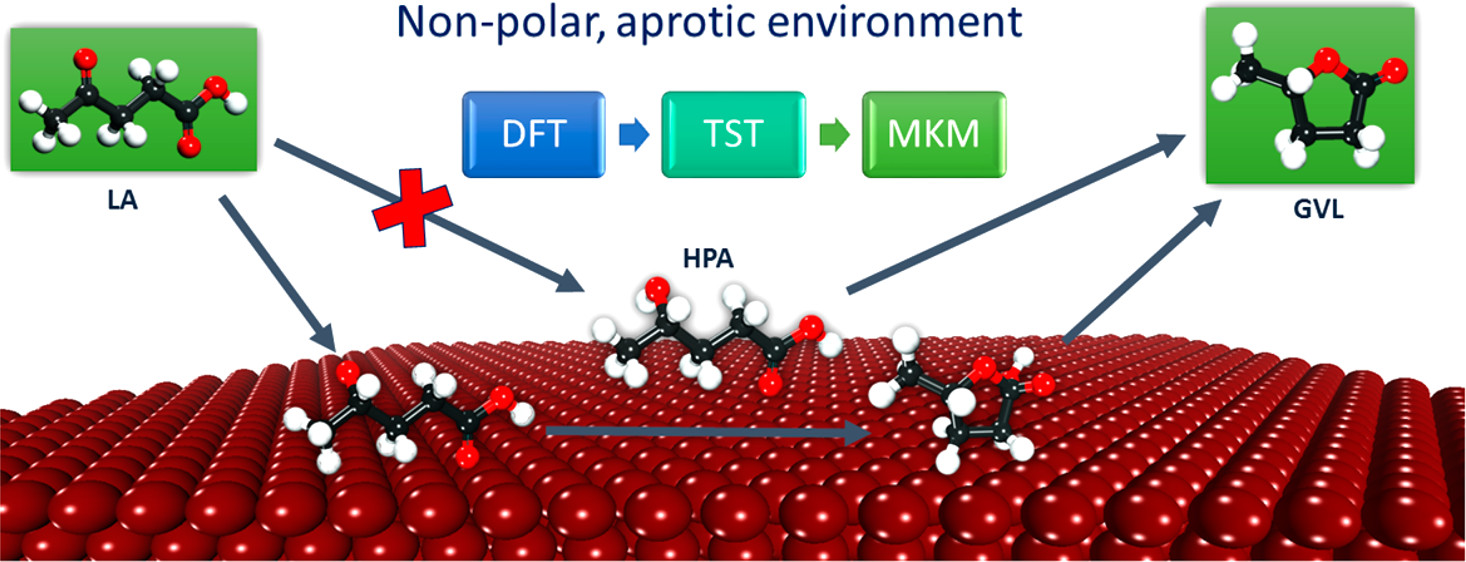 Non-polar, aprotic environment
DFT
TST
MKM
LA
GVL
HPA